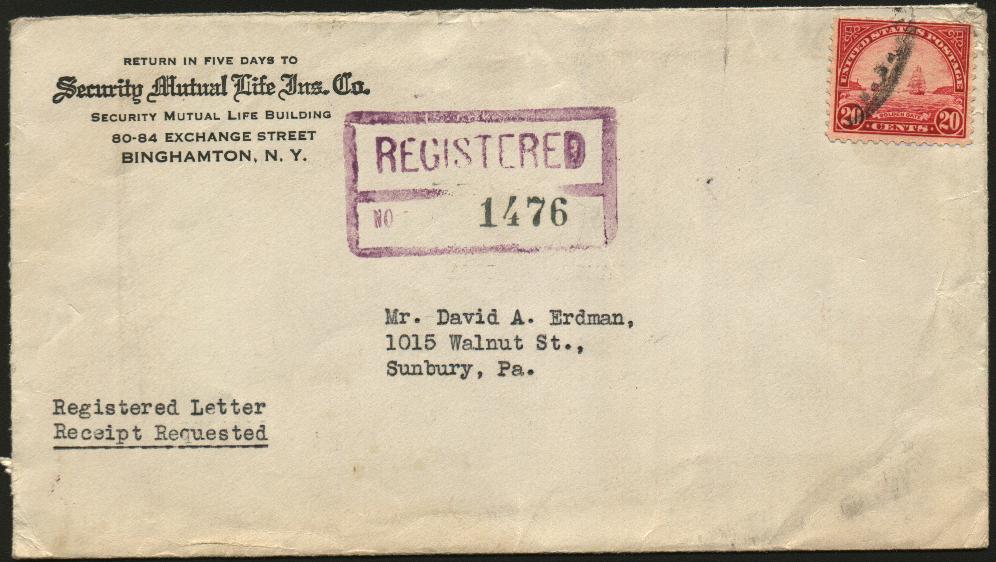 RETURN IN FIVE DAYS TO
Security Mutual Life Ins. Co.
SECURITY MUTUAL LIFE BUILDING
80-84 EXCHANGE STREET
BINGHAMTON, N. Y.
UNITED STATES POSTAGE
GOLDEN GATE
20 CENTS 20
REGISTERED
NO 1476
Mr. David A. Erdman,
1015 Walnut St.,
Sunbury, Pa.
Registered Letter
Receipt Requested